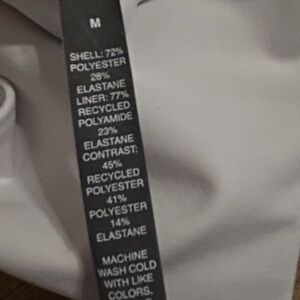 M
SHELL: 72%
POLYESTER
28%
ELASTANE
LINER: 77%
RECYCLED
POLYAMIDE
23%
ELASTANE
CONTRAST:
45%
RECYCLED
POLYESTER
41%
POLYESTER
14%
ELASTANE
MACHINE
WASH COLD
WITH LIKE
COLORS.